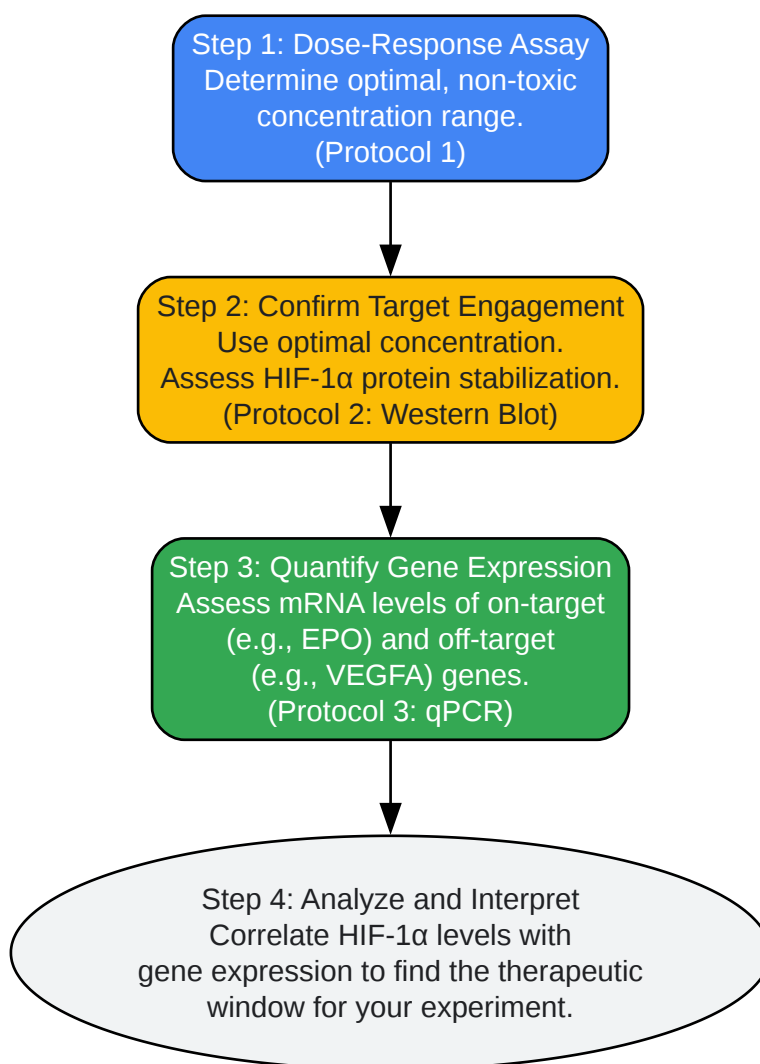 Step 1: Dose-Response Assay
Determine optimal, non-toxic
concentration range.
(Protocol 1)
Step 2: Confirm Target Engagement
Use optimal concentration.
Assess HIF-1α protein stabilization.
(Protocol 2: Western Blot)
Step 3: Quantify Gene Expression
Assess mRNA levels of on-target
(e.g., EPO) and off-target
(e.g., VEGFA) genes.
(Protocol 3: qPCR)
Step 4: Analyze and Interpret
Correlate HIF-1α levels with
gene expression to find the therapeutic
window for your experiment.